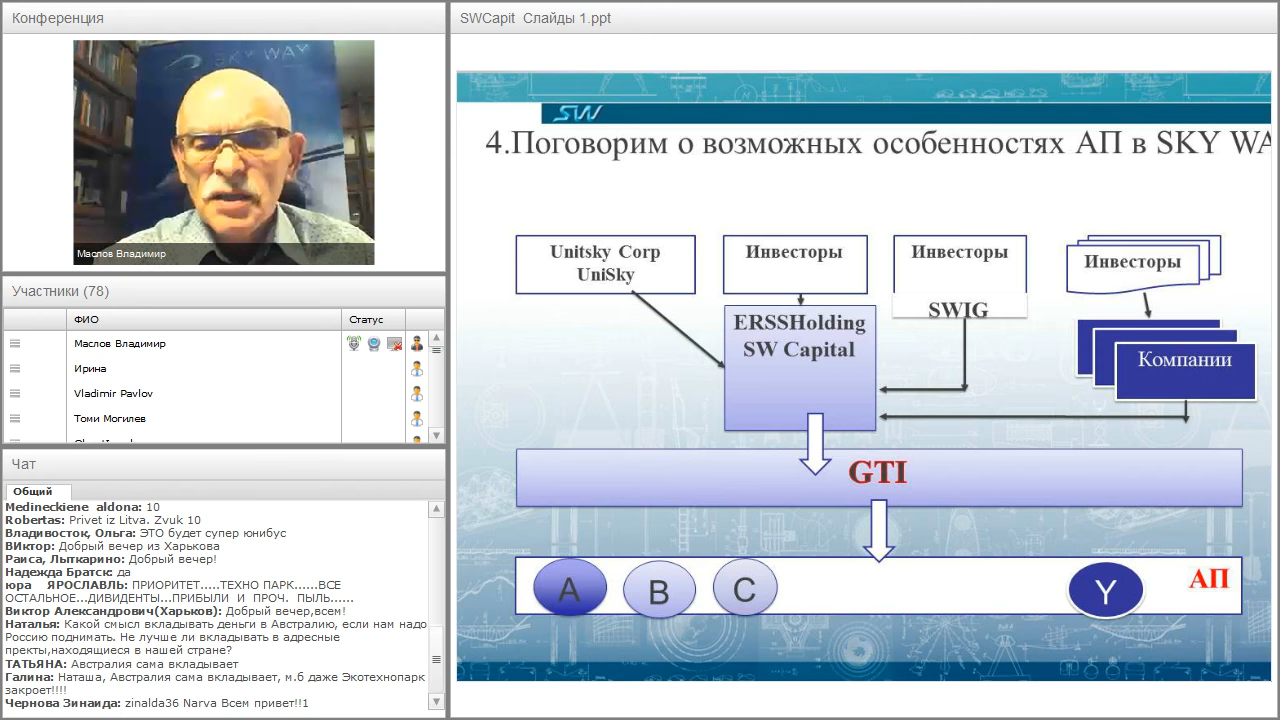 Конференция
SKY WAY
Маслов Владимир
Участники (78)
ФИО
Статус
Маслов Владимир
Ирина
Vladimir Pavlov
Томи Могилев
Чат
Общий
Medineckiene aldona: 10
Robertas: Privet iz Litva. Zvuk 10
Владивосток, Ольга: ЭТО будет супер юнибус
ВИктор: Добрый вечер из Харькова
Раиса, Лыткарино: Добрый вечер!
Надежда Братск: да
юра ЯРОСЛАВЛЬ: ПРИОРИТЕТ.....ТЕХНО ПАРК......ВСЕ
ОСТАЛЬНОЕ...ДИВИДЕНТЫ...ПРИБЫЛИ И ПРОЧ. ПЫЛЬ......
Виктор Александрович(Харьков): Добрый вечер,всем!
Наталья: Какой смысл вкладывать деньги в Австралию, если нам надо
Россию поднимать. Не лучше ли вкладывать в адресные
пректы,находящиеся в нашей стране?
ТАТЬЯНА: Австралия сама вкладывает
Галина: Наташа, Австралия сама вкладывает, м.б даже Экотехнопарк
закроет!!!!
Чернова Зинаида: zinalda36 Narva Всем привет!!1
SWCapit Слайды 1.ppt
SW
4.Поговорим о возможных особенностях АП в SKY WA
Unitsky Corp
UniSky
Инвесторы
Инвесторы
SWIG
Инвесторы
ERSSHolding
SW Capital
Компании
GTI
A
B
C
Y
АП